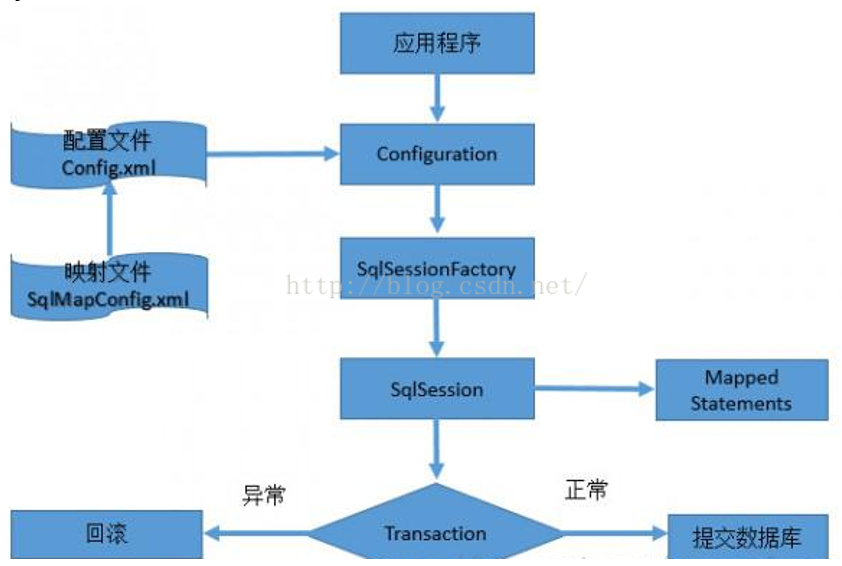 应用程序
配置文件
Config.xml
Configuration
映射文件
SqlMapConfig.xml
SqlSessionFactory
http://blog.csdn.net/
SqlSession
Mapped
Statements
异常
正常
回滚
Transaction
提交数据库